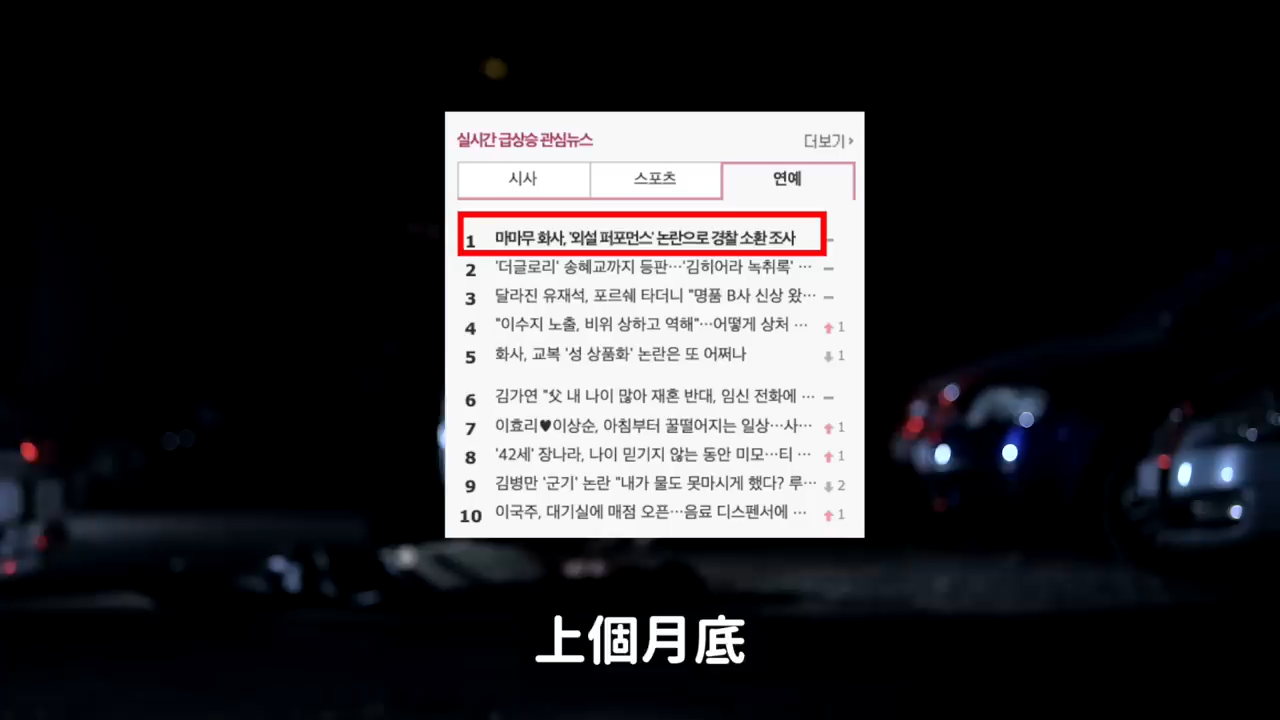 실시간 급상승 관심뉴스 더보기›
시사 스포츠 연예
1 마마무 화사, '외설 퍼포먼스' 논란으로 경찰 소환 조사 –
2 '더글로리' 송혜교까지 등판…'김히어라 녹취록' … –
3 달라진 유재석, 포르쉐 타더니 "명품 B사 신상 왔… –
4 "이수지 노출, 비위 상하고 역해"…어떻게 상처 … ↑1
5 화사, 교복 '성 상품화' 논란은 또 어쩌나 ↓1
6 김가연 "父 내 나이 많아 재혼 반대, 임신 전화에 … –
7 이효리♥이상순, 아침부터 꿀떨어지는 일상…사… ↑1
8 '42세' 장나라, 나이 믿기지 않는 동안 미모…티 … ↑1
9 김병만 '군기' 논란 "내가 물도 못마시게 했다? 루… ↓2
10 이국주, 대기실에 매점 오픈…음료 디스펜서에 … ↑1
上個月底